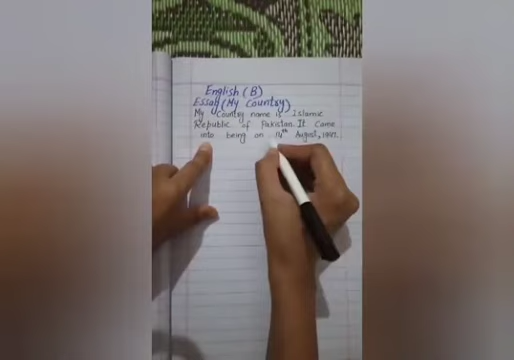 English (B)
Essay (My Country)
My Country name is Islamic
Republic of Pakistan. It came
into being on 14th August, 1947.